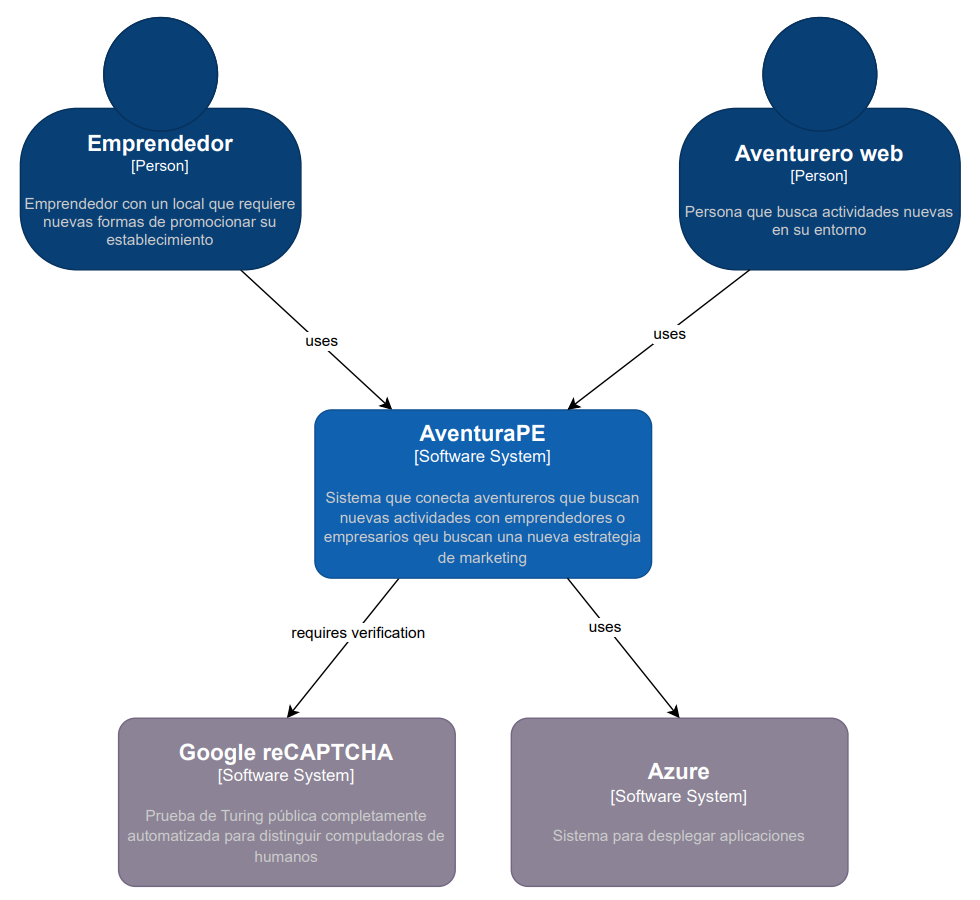 Emprendedor
[Person]
Emprendedor con un local que requiere
nuevas formas de promocionar su
establecimiento
Aventurero web
[Person]
Persona que busca actividades nuevas
en su entorno
uses
uses
AventuraPE
[Software System]
Sistema que conecta aventureros que buscan
nuevas actividades con emprendedores o
empresarios qeu buscan una nueva estrategia
de marketing
requires verification
uses
Google reCAPTCHA
[Software System]
Prueba de Turing pública completamente
automatizada para distinguir computadoras de
humanos
Azure
[Software System]
Sistema para desplegar aplicaciones